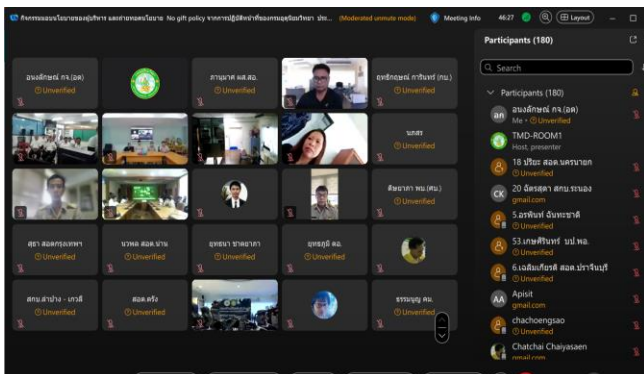 กิจกรรมมอบนโยบายของผู้บริหาร และถ่ายทอดนโยบาย No gift policy จากการปฏิบัติหน้าที่ของกรมอุตุนิยมวิทยา ประ... (Moderated unmute mode)
Meeting Info
46:27
Layout
Participants (180)
Search
Participants (180)
อนงลักษณ์ กจ.(อต)
Unverified
ภาณุมาศ ผส.สอ.
Unverified
ฤทธิกฤษณ์ การินทร์ (กบ.)
Unverified
นภสร
Unverified
ติษยาภา พน.(ศน.)
Unverified
สุธา สอตกรุงเทพฯ
Unverified
นวพล สอต.น่าน
Unverified
ยุทธนา ชาตยาภา
Unverified
ยุทธภูมิ ตอ.
Unverified
สกษ.ลำปาง - เกวลี
Unverified
สอต.ตรัง
Unverified
ธรรมนูญ คม.
Unverified
อน
อนงลักษณ์ กจ.(อต)
Me • Unverified
TMD-ROOM1
Host, presenter
18 ปริยะ สอต.นครนายก
Unverified
CK
20 ฉัตรสุดา สกษ.ระนอง
gmail.com
5.อรพันท์ ฉันทะชาติ
Unverified
53.เกษศิรินทร์ บป.พอ.
Unverified
6.เฉลิมเกียรติ สอต.ปราจีนบุรี
Unverified
AA
Apisit
gmail.com
chachoengsao
Unverified
Chatchai Chaiyasaen
gmail.com